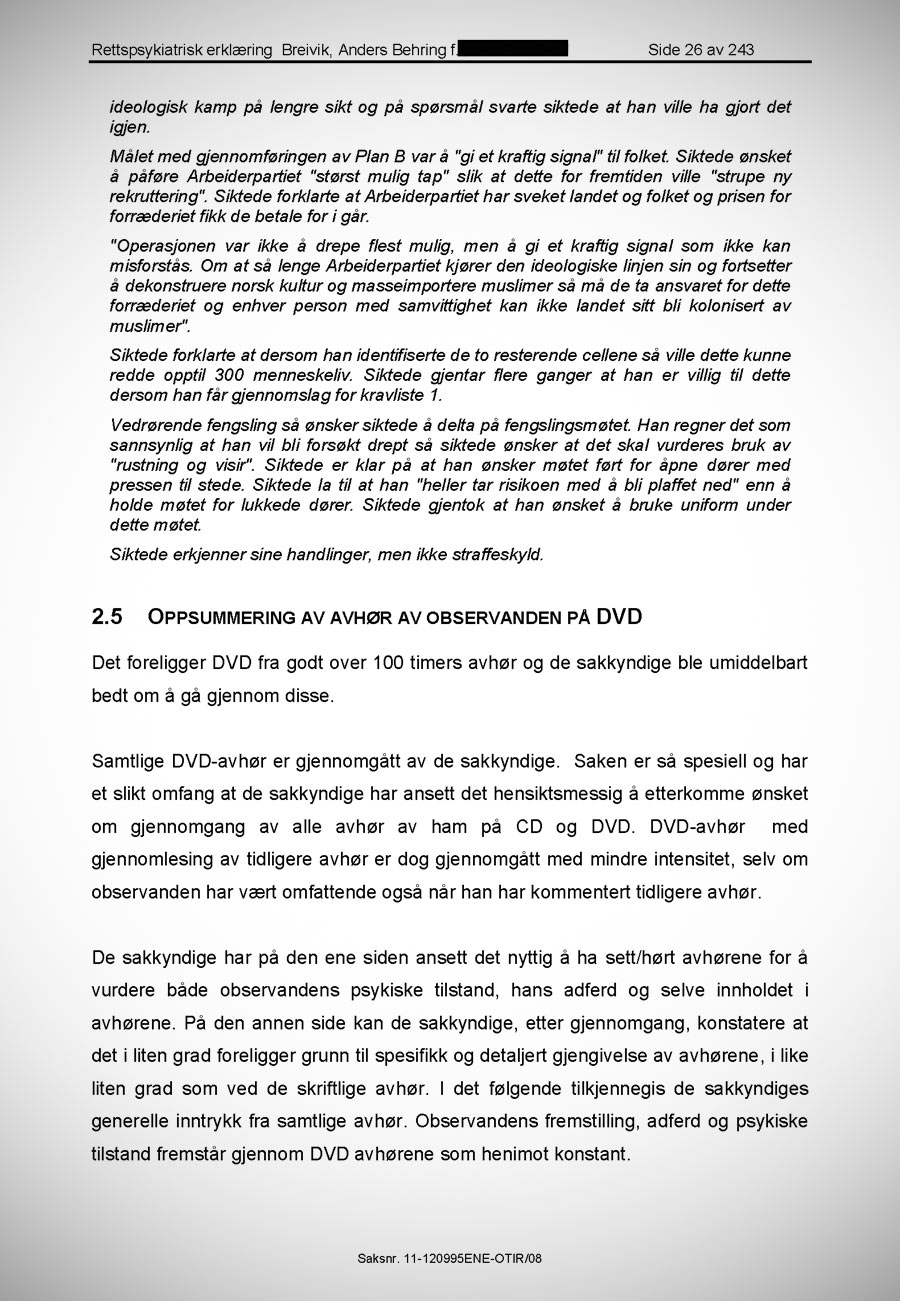 Rettspsykiatrisk erklæring  Breivik, Anders Behring f. Side 26 av 243
ideologisk kamp på lengre sikt og på spørsmål svarte siktede at han ville ha gjort det
igjen.
Målet med gjennomføringen av Plan B var å "gi et kraftig signal" til folket. Siktede ønsket
å påføre Arbeiderpartiet "størst mulig tap" slik at dette for fremtiden ville "strupe ny
rekruttering". Siktede forklarte at Arbeiderpartiet har sveket landet og folket og prisen for
forræderiet fikk de betale for i går.
"Operasjonen var ikke å drepe flest mulig, men å gi et kraftig signal som ikke kan
misforstås. Om at så lenge Arbeiderpartiet kjører den ideologiske linjen sin og fortsetter
å dekonstruere norsk kultur og masseimportere muslimer så må de ta ansvaret for dette
forræderiet og enhver person med samvittighet kan ikke landet sitt bli kolonisert av
muslimer".
Siktede forklarte at dersom han identifiserte de to resterende cellene så ville dette kunne
redde opptil 300 menneskeliv. Siktede gjentar flere ganger at han er villig til dette
dersom han får gjennomslag for kravliste 1.
Vedrørende fengsling så ønsker siktede å delta på fengslingsmøtet. Han regner det som
sannsynlig at han vil bli forsøkt drept så siktede ønsker at det skal vurderes bruk av
"rustning og visir". Siktede er klar på at han ønsker møtet ført for åpne dører med
pressen til stede. Siktede la til at han "heller tar risikoen med å bli plaffet ned" enn å
holde møtet for lukkede dører. Siktede gjentok at han ønsket å bruke uniform under
dette møtet.
Siktede erkjenner sine handlinger, men ikke straffeskyld.
2.5 OPPSUMMERING AV AVHØR AV OBSERVANDEN PÅ DVD
Det foreligger DVD fra godt over 100 timers avhør og de sakkyndige ble umiddelbart
bedt om å gå gjennom disse.
Samtlige DVD-avhør er gjennomgått av de sakkyndige.  Saken er så spesiell og har
et slikt omfang at de sakkyndige har ansett det hensiktsmessig å etterkomme ønsket
om gjennomgang av alle avhør av ham på CD og DVD. DVD-avhør  med
gjennomlesing av tidligere avhør er dog gjennomgått med mindre intensitet, selv om
observanden har vært omfattende også når han har kommentert tidligere avhør.
De sakkyndige har på den ene siden ansett det nyttig å ha sett/hørt avhørene for å
vurdere både observandens psykiske tilstand, hans adferd og selve innholdet i
avhørene. På den annen side kan de sakkyndige, etter gjennomgang, konstatere at
det i liten grad foreligger grunn til spesifikk og detaljert gjengivelse av avhørene, i like
liten grad som ved de skriftlige avhør. I det følgende tilkjennegis de sakkyndiges
generelle inntrykk fra samtlige avhør. Observandens fremstilling, adferd og psykiske
tilstand fremstår gjennom DVD avhørene som henimot konstant.
Saksnr. 11-120995ENE-OTIR/08